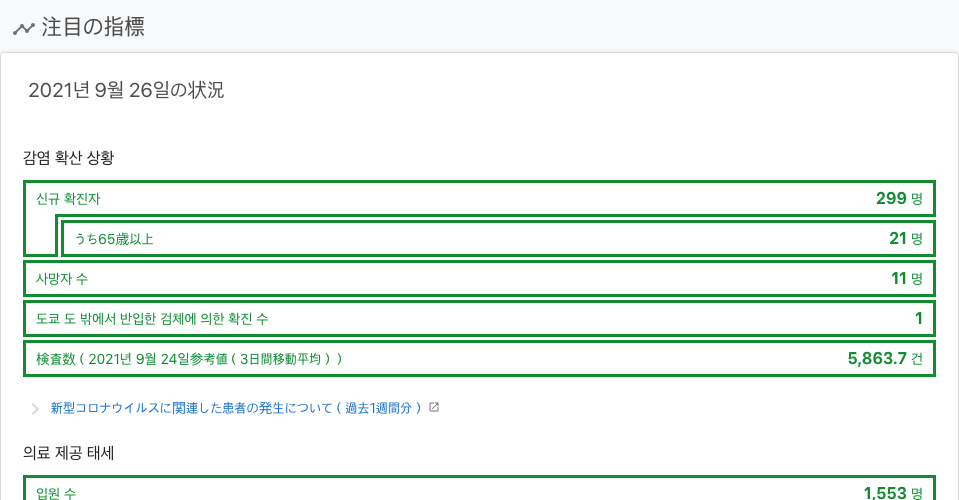 注目の指標
2021년 9월 26일の状況
감염 확산 상황
신규 확진자 299 명
うち65歳以上 21 명
사망자 수 11 명
도쿄 도 밖에서 반입한 검체에 의한 확진 수 1
検査数 ( 2021년 9월 24일参考値 ( 3日間移動平均 ) ) 5,863.7 건
新型コロナウイルスに関連した患者の発生について ( 過去1週間分 )
의료 제공 태세
입원 수 1,553 명